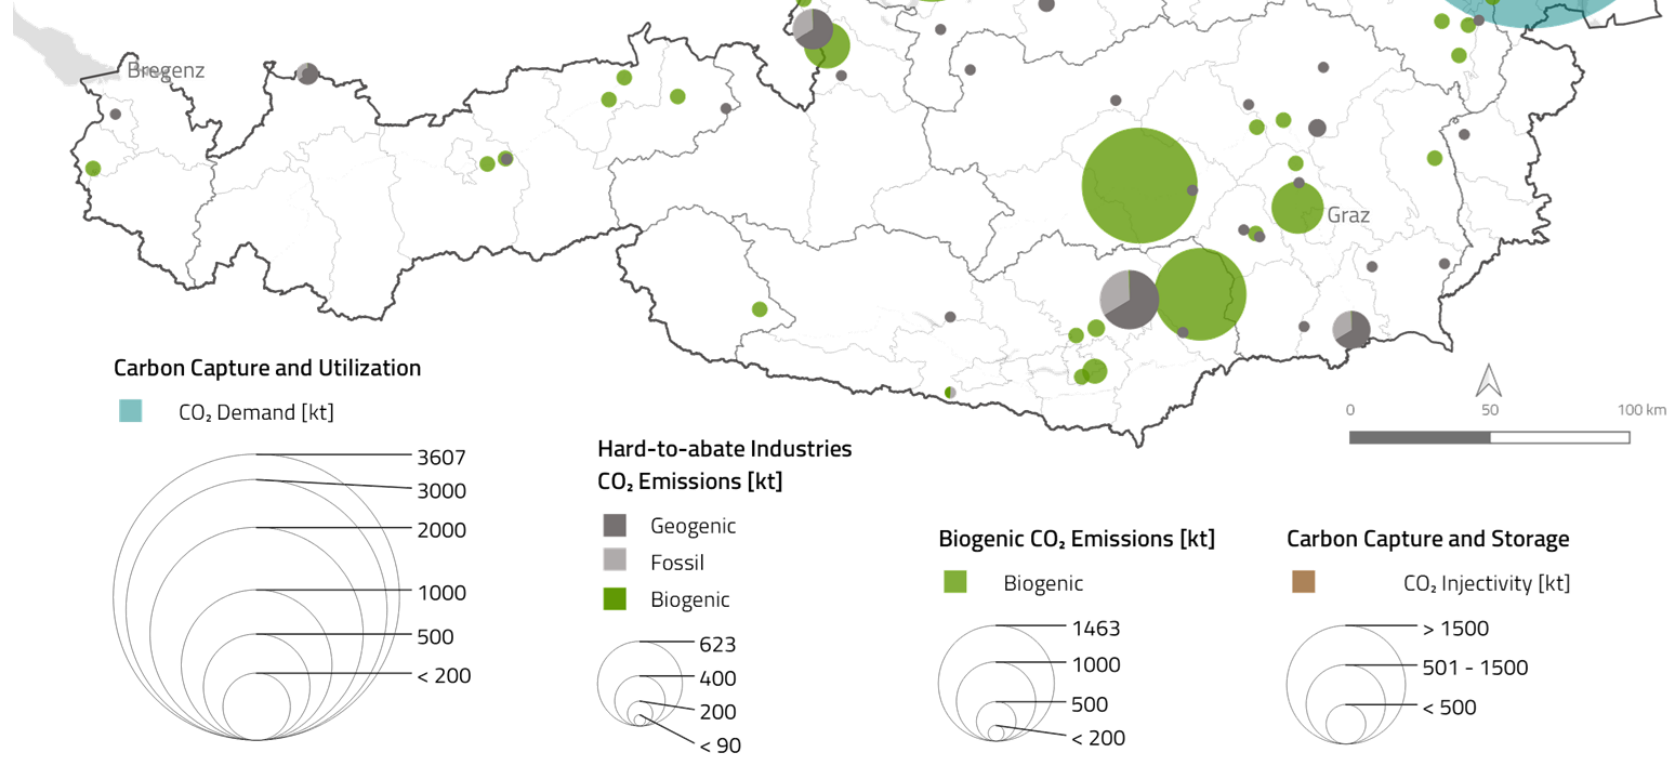 Bregenz
Graz
0 50 100 km
Carbon Capture and Utilization
CO₂ Demand [kt]
3607
3000
2000
1000
500
< 200
Hard-to-abate Industries
CO₂ Emissions [kt]
Geogenic
Fossil
Biogenic
623
400
200
< 90
Biogenic CO₂ Emissions [kt]
Biogenic
1463
1000
500
< 200
Carbon Capture and Storage
CO₂ Injectivity [kt]
> 1500
501 - 1500
< 500